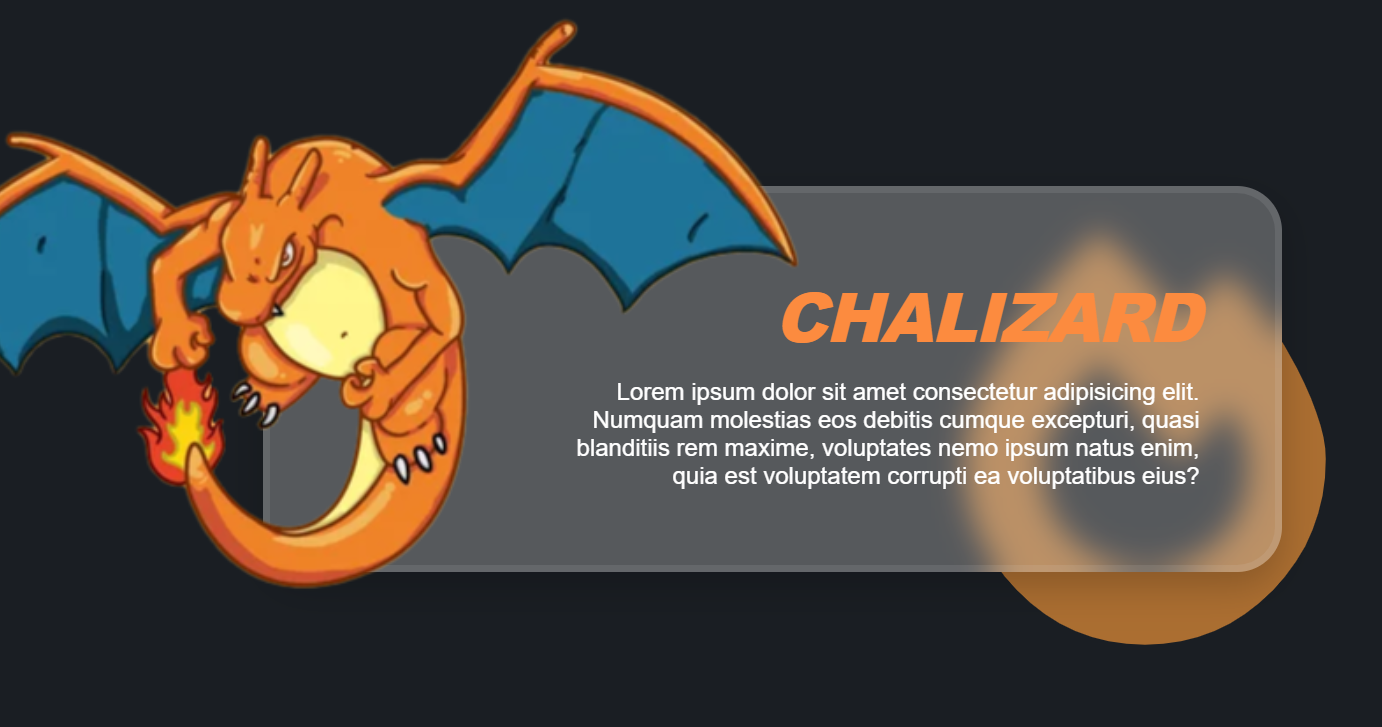 CHALIZARD
Lorem ipsum dolor sit amet consectetur adipisicing elit.
Numquam molestias eos debitis cumque excepturi, quasi
blanditiis rem maxime, voluptates nemo ipsum natus enim,
quia est voluptatem corrupti ea voluptatibus eius?